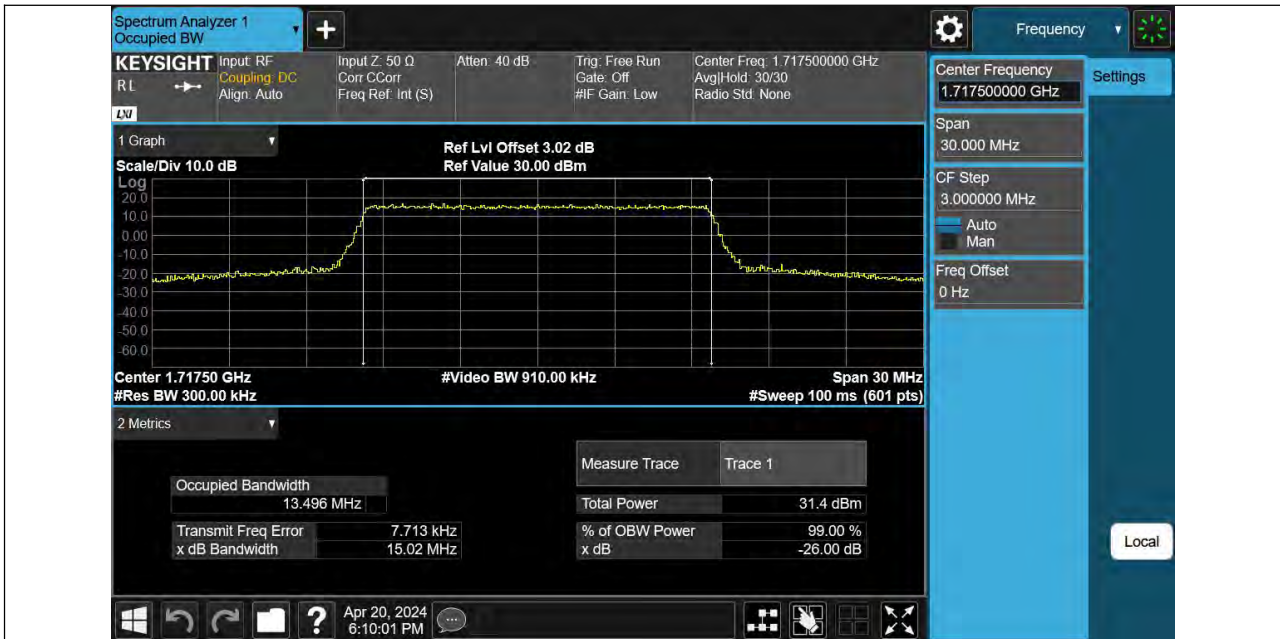 Spectrum Analyzer 1
Occupied BW
+
Frequency
KEYSIGHT
RL
LXI
Input: RF
Coupling: DC
Align: Auto
Input Z: 50 Ω
Corr CCorr
Freq Ref: Int (S)
Atten: 40 dB
Trig: Free Run
Gate: Off
#IF Gain: Low
Center Freq: 1.717500000 GHz
Avg|Hold: 30/30
Radio Std: None
1 Graph
Scale/Div 10.0 dB
Ref Lvl Offset 3.02 dB
Ref Value 30.00 dBm
Log
20.0
10.0
0.00
-10.0
-20.0
-30.0
-40.0
-50.0
-60.0
Center 1.71750 GHz
#Video BW 910.00 kHz
Span 30 MHz
#Res BW 300.00 kHz
#Sweep 100 ms (601 pts)
2 Metrics
Measure Trace Trace 1
Occupied Bandwidth
13.496 MHz
Total Power 31.4 dBm
Transmit Freq Error 7.713 kHz
% of OBW Power 99.00 %
x dB Bandwidth 15.02 MHz
x dB -26.00 dB
Center Frequency
1.717500000 GHz
Settings
Span
30.000 MHz
CF Step
3.000000 MHz
Auto
Man
Freq Offset
0 Hz
Local
?
Apr 20, 2024
6:10:01 PM